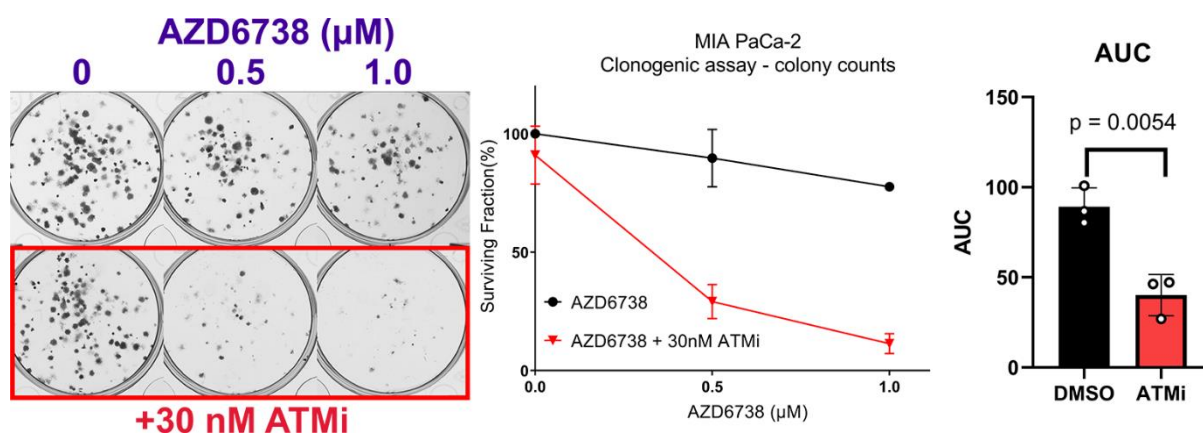 AZD6738 (µM)
0 0.5 1.0
+30 nM ATMi
MIA PaCa-2
Clonogenic assay - colony counts
Surviving Fraction(%)
100
50
0
AZD6738
AZD6738 + 30nM ATMi
0.0 0.5 1.0
AZD6738 (µM)
AUC
p = 0.0054
AUC
150
100
50
0
DMSO ATMi